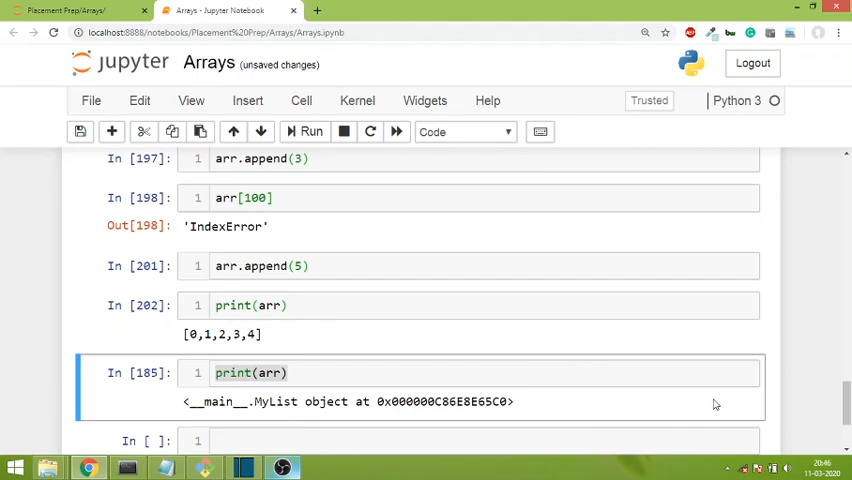 Placement Prep/Arrays/
Arrays - Jupyter Notebook
localhost:8888/notebooks/Placement%20Prep/Arrays/Arrays.ipynb
jupyter Arrays (unsaved changes)
Logout
File Edit View Insert Cell Kernel Widgets Help
Trusted
Python 3
Run
Code
In [197]: 1 arr.append(3)
In [198]: 1 arr[100]
Out[198]: 'IndexError'
In [201]: 1 arr.append(5)
In [202]: 1 print(arr)
[0,1,2,3,4]
In [185]: 1 print(arr)
<__main__.MyList object at 0x000000C86E8E65C0>
In [ ]: 1
20:46
11-03-2020